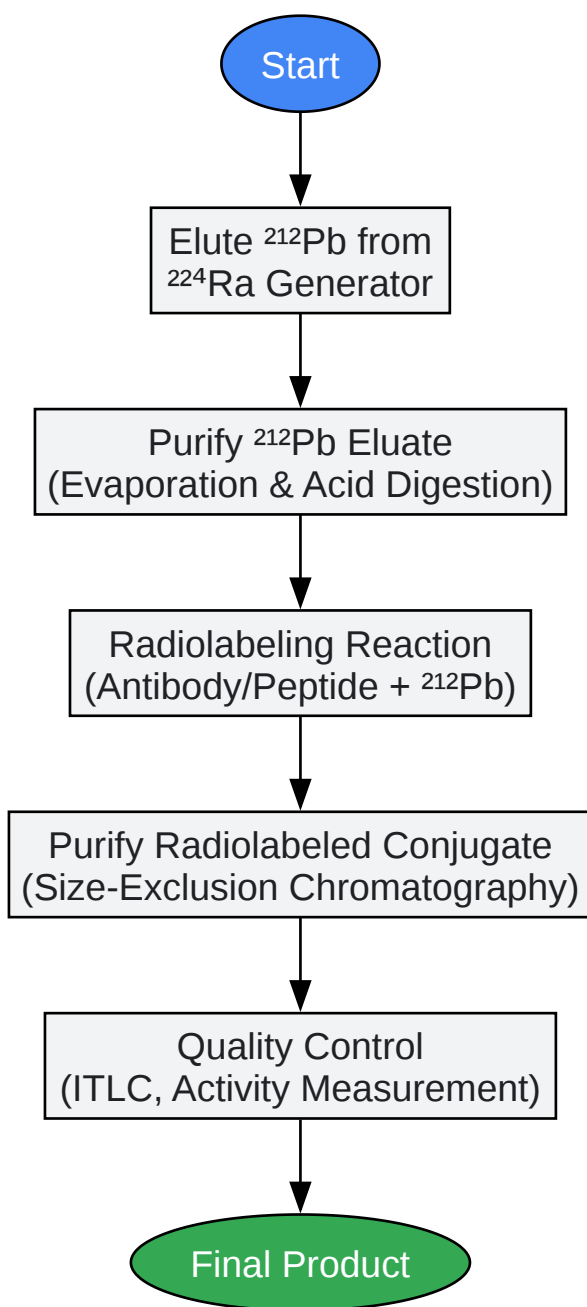 Start
Elute ²¹²Pb from
²²⁴Ra Generator
Purify ²¹²Pb Eluate
(Evaporation & Acid Digestion)
Radiolabeling Reaction
(Antibody/Peptide + ²¹²Pb)
Purify Radiolabeled Conjugate
(Size-Exclusion Chromatography)
Quality Control
(ITLC, Activity Measurement)
Final Product